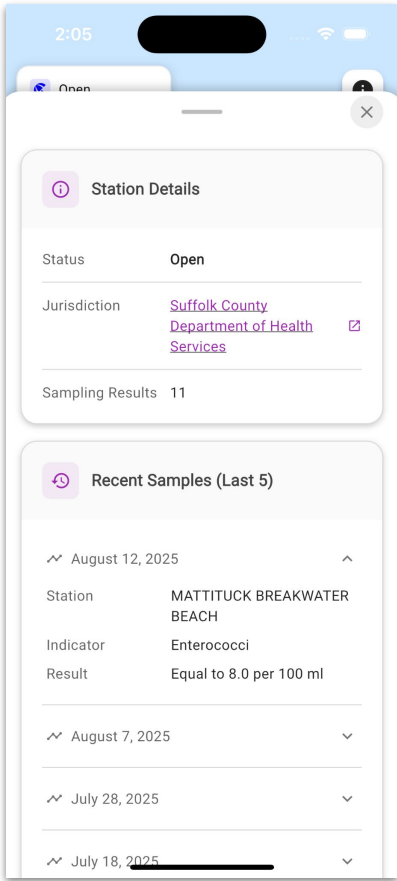 2:05
Open
Station Details
Status Open
Jurisdiction Suffolk County
Department of Health
Services
Sampling Results 11
Recent Samples (Last 5)
August 12, 2025
Station MATTITUCK BREAKWATER
BEACH
Indicator Enterococci
Result Equal to 8.0 per 100 ml
August 7, 2025
July 28, 2025
July 18, 2025